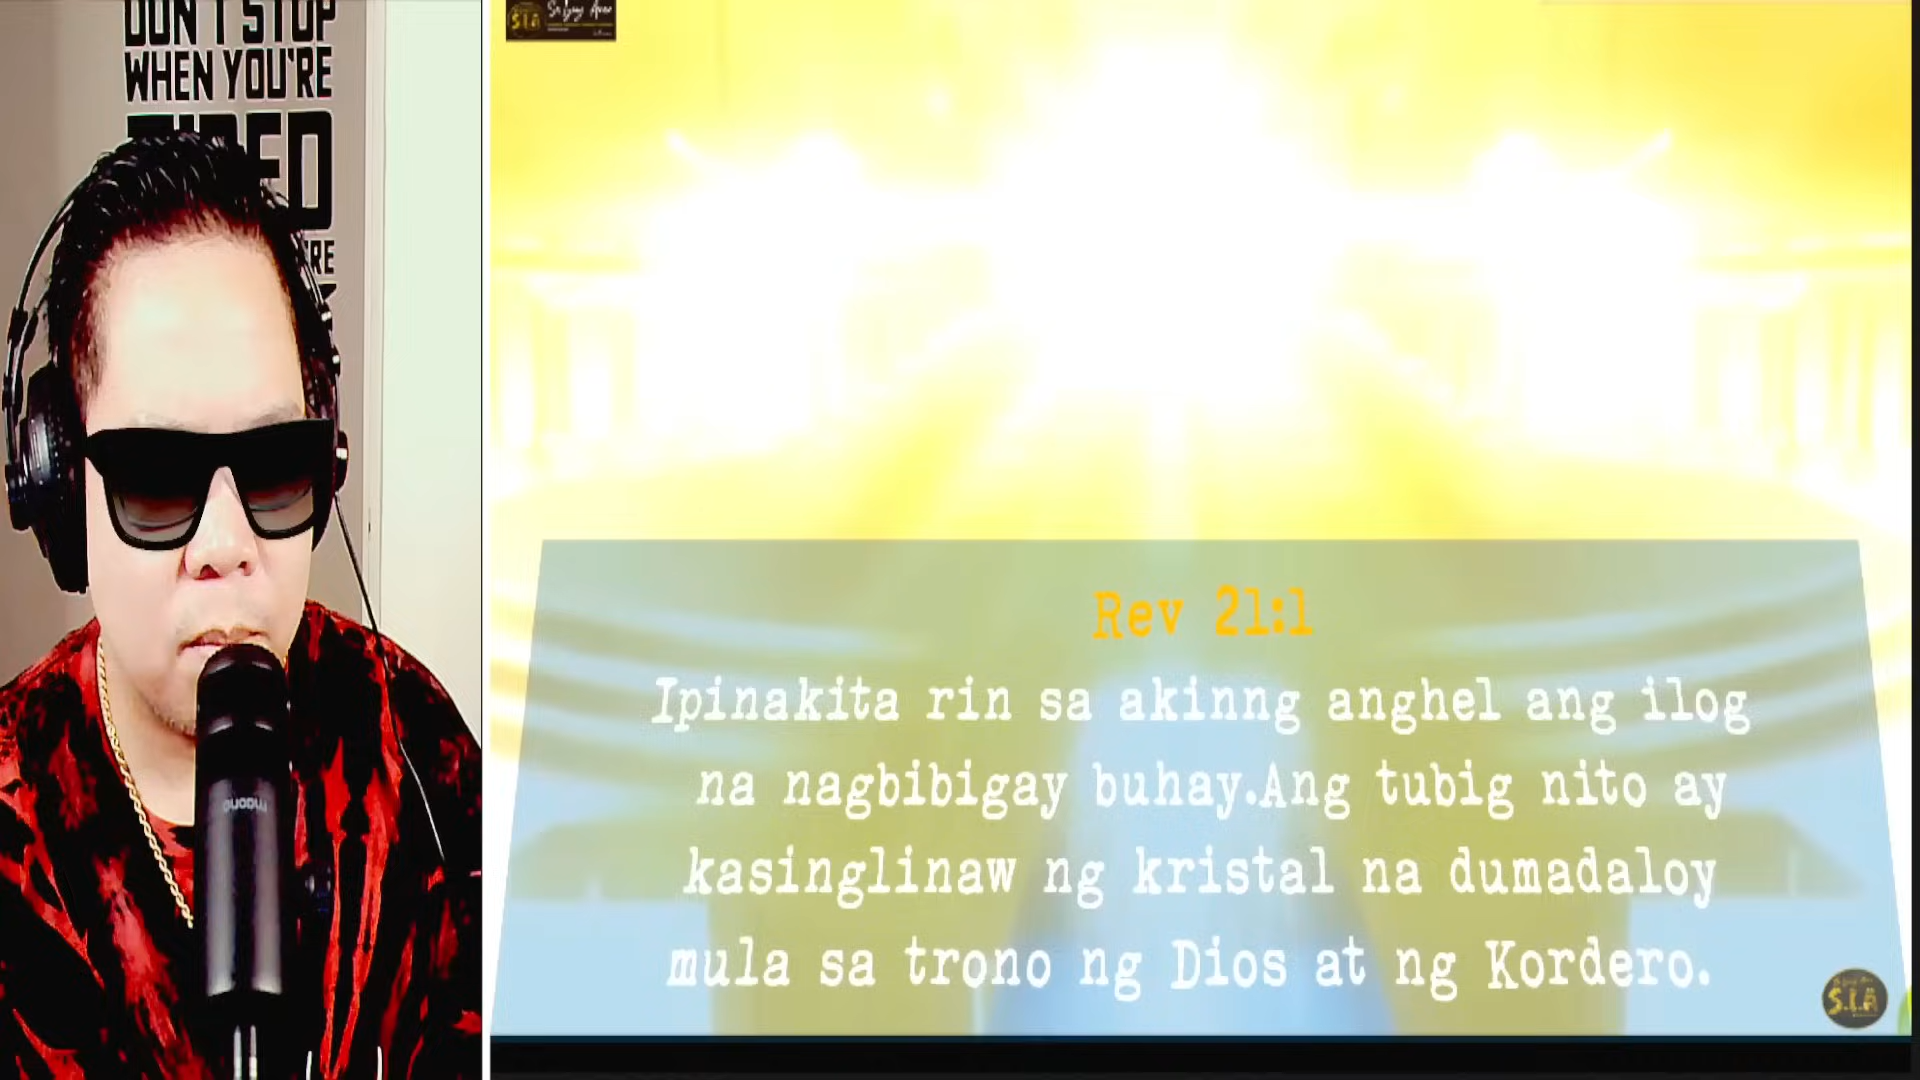 DON'T STOP
WHEN YOU'RE
maono
S.I.A
Rev 21:1
Ipinakita rin sa akinng anghel ang ilog
na nagbibigay buhay.Ang tubig nito ay
kasinglinaw ng kristal na dumadaloy
mula sa trono ng Dios at ng Kordero.
S.I.A